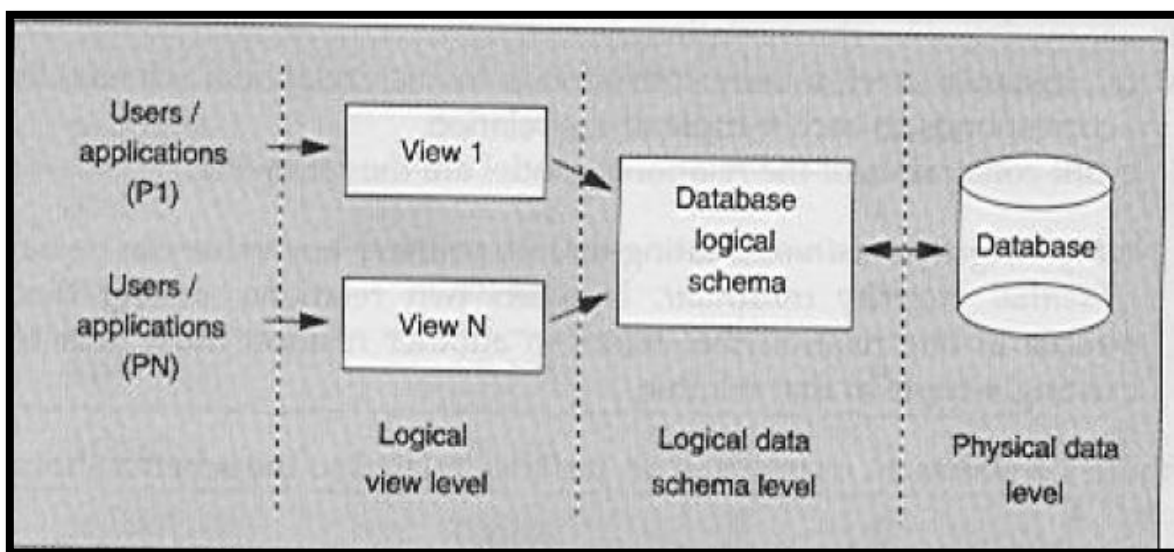 Users /
applications
(P1)
View 1
Users /
applications
(PN)
View N
Database
logical
schema
Database
Logical
view level
Logical data
schema level
Physical data
level